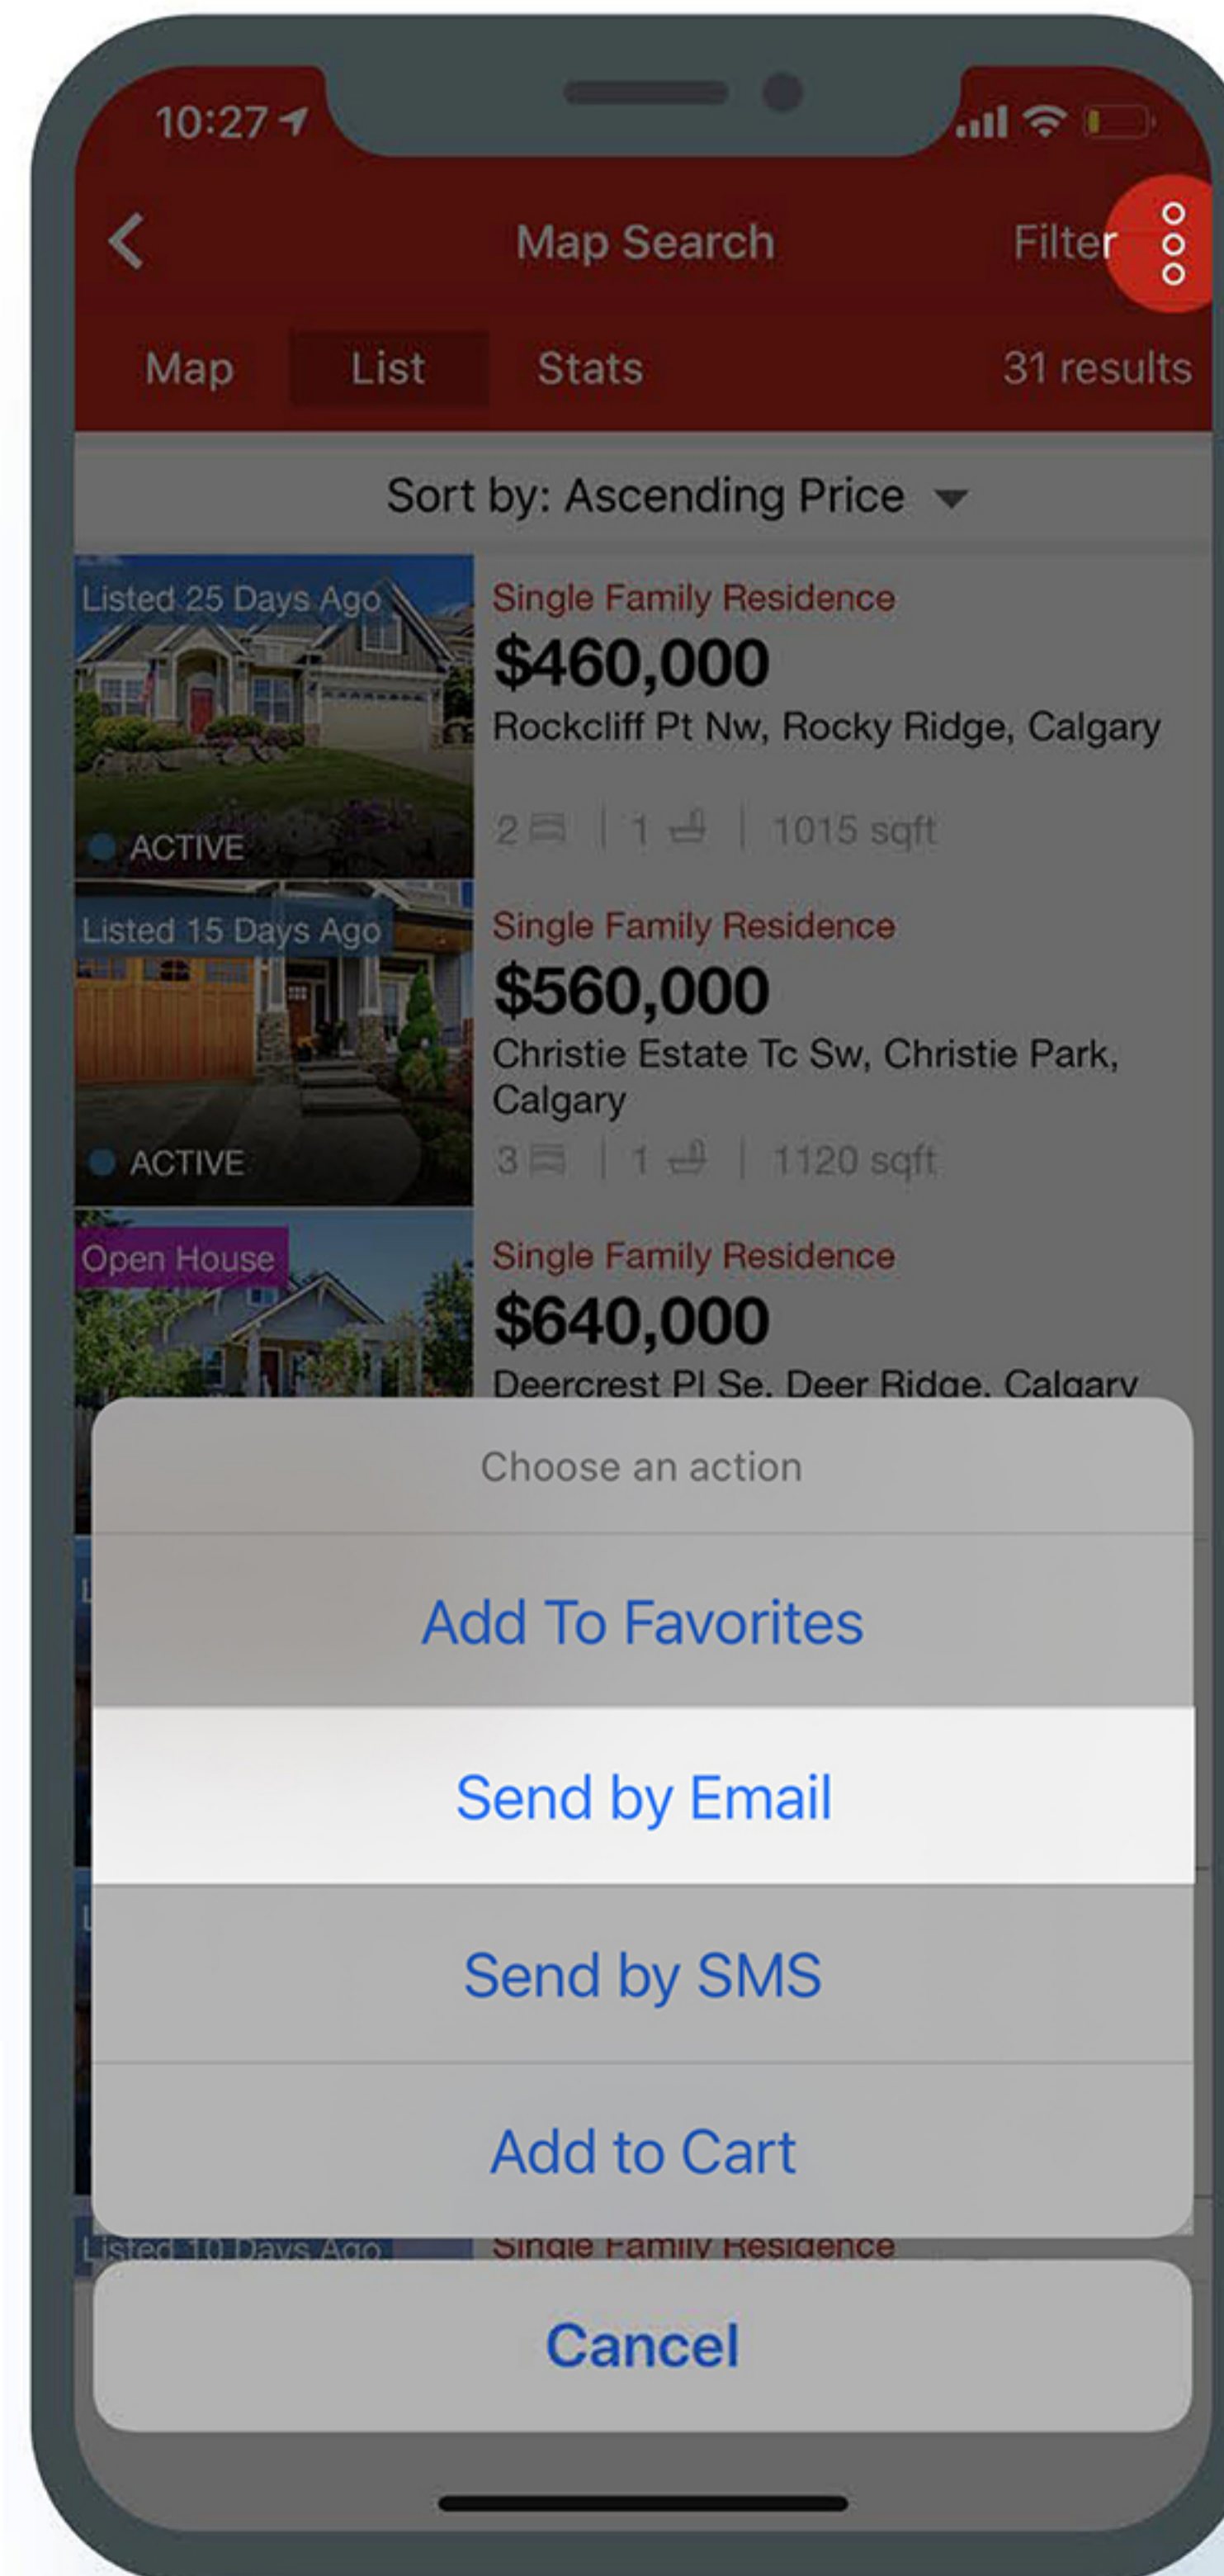 10:27
Map Search
Filter
Map
List
Stats
31 results
Sort by: Ascending Price
Listed 25 Days Ago
ACTIVE
Single Family Residence
$460,000
Rockcliff Pt Nw, Rocky Ridge, Calgary
2 | 1 | 1015 sqft
Listed 15 Days Ago
ACTIVE
Single Family Residence
$560,000
Christie Estate Tc Sw, Christie Park,
Calgary
3 | 1 | 1120 sqft
Open House
Single Family Residence
$640,000
Deercrest Pl Se, Deer Ridge, Calgary
Choose an action
Add To Favorites
Send by Email
Send by SMS
Add to Cart
Listed 10 Days Ago
Single Family Residence
Cancel